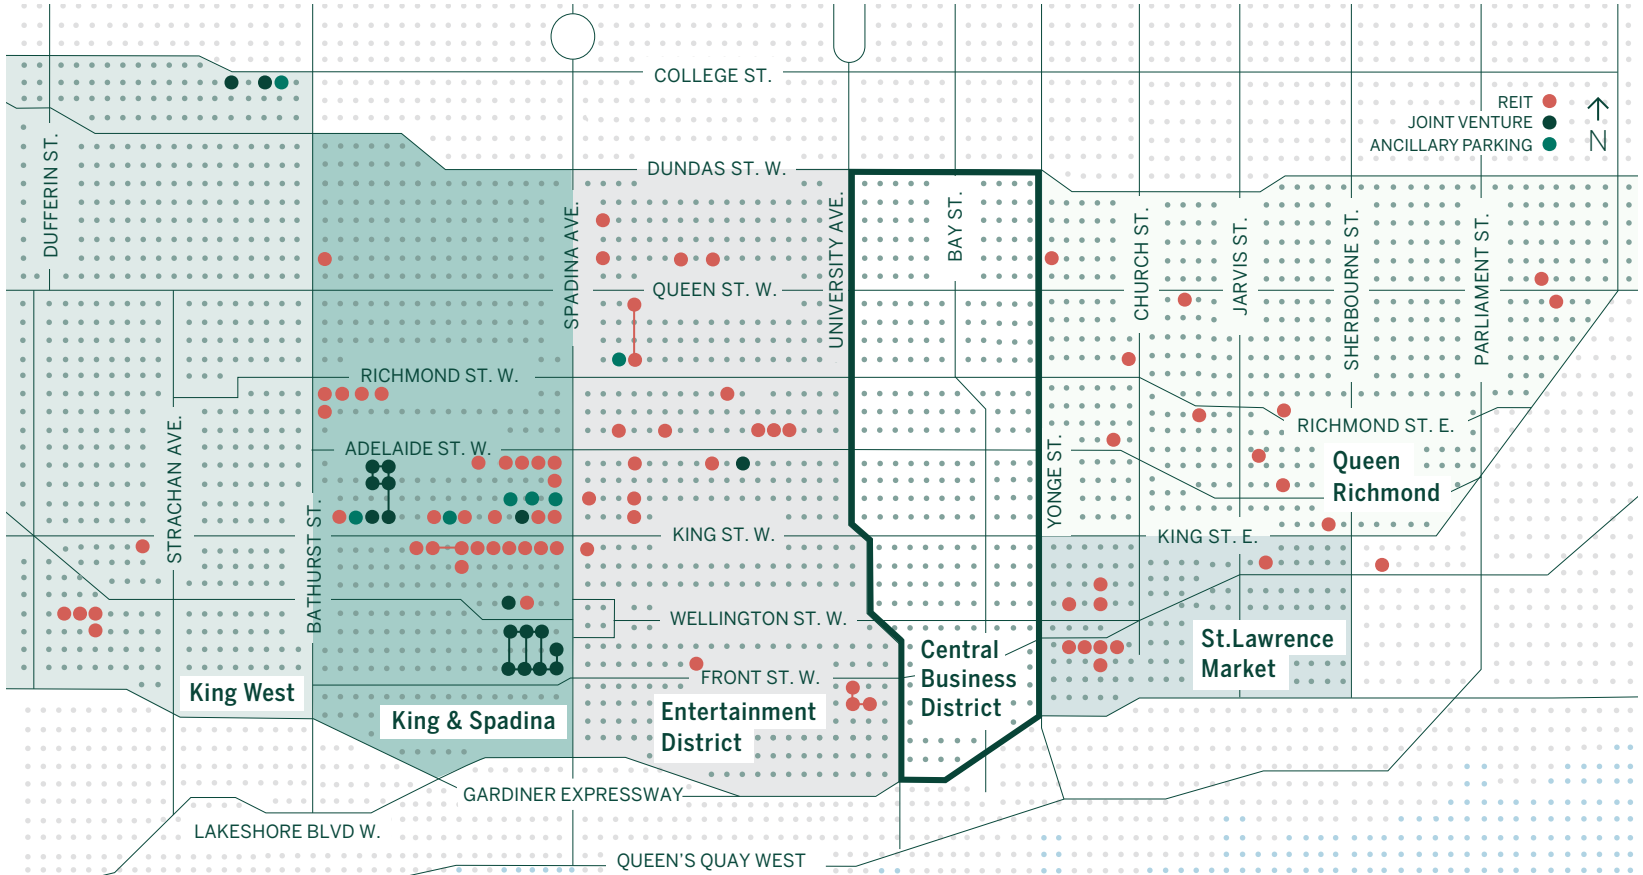 COLLEGE ST.
REIT
JOINT VENTURE
ANCILLARY PARKING
N
DUFFERIN ST.
DUNDAS ST. W.
SPADINA AVE.
UNIVERSITY AVE.
BAY ST.
CHURCH ST.
JARVIS ST.
SHERBOURNE ST.
PARLIAMENT ST.
QUEEN ST. W.
RICHMOND ST. W.
STRACHAN AVE.
ADELAIDE ST. W.
RICHMOND ST. E.
YONGE ST.
Queen
Richmond
BATHURST ST.
KING ST. W.
KING ST. E.
WELLINGTON ST. W.
St.Lawrence
Market
Central
Business
District
FRONT ST. W.
King West
King & Spadina
Entertainment
District
GARDINER EXPRESSWAY
LAKESHORE BLVD W.
QUEEN'S QUAY WEST